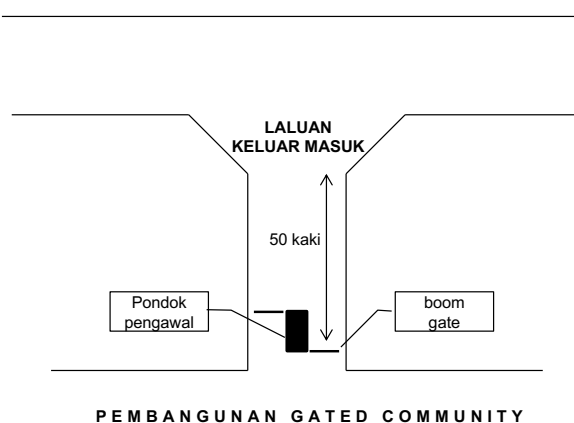 LALUAN
KELUAR MASUK
50 kaki
Pondok
pengawal
boom
gate
PEMBANGUNAN GATED COMMUNITY